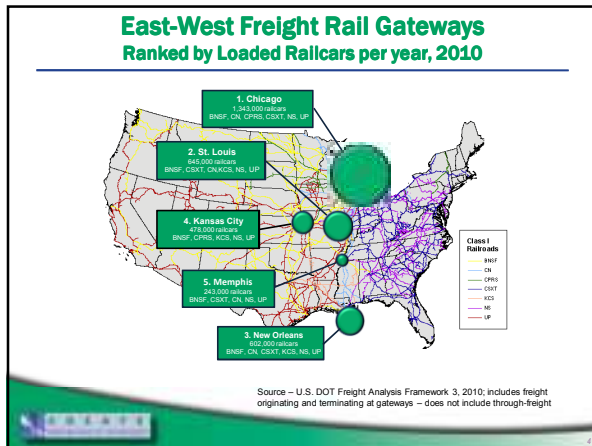 East-West Freight Rail Gateways
Ranked by Loaded Railcars per year, 2010
1. Chicago
1,343,000 railcars
BNSF, CN, CPRS, CSXT, NS, UP
2. St. Louis
645,000 railcars
BNSF, CSXT, CN,KCS, NS, UP
4. Kansas City
478,000 railcars
BNSF, CPRS, KCS, NS, UP
5. Memphis
243,000 railcars
BNSF, CSXT, CN, NS, UP
3. New Orleans
602,000 railcars
BNSF, CN, CSXT, KCS, NS, UP
Class I
Railroads
BNSF
CN
CPRS
CSXT
KCS
NS
UP
Source – U.S. DOT Freight Analysis Framework 3, 2010; includes freight
originating and terminating at gateways – does not include through-freight
C R E A T E
4